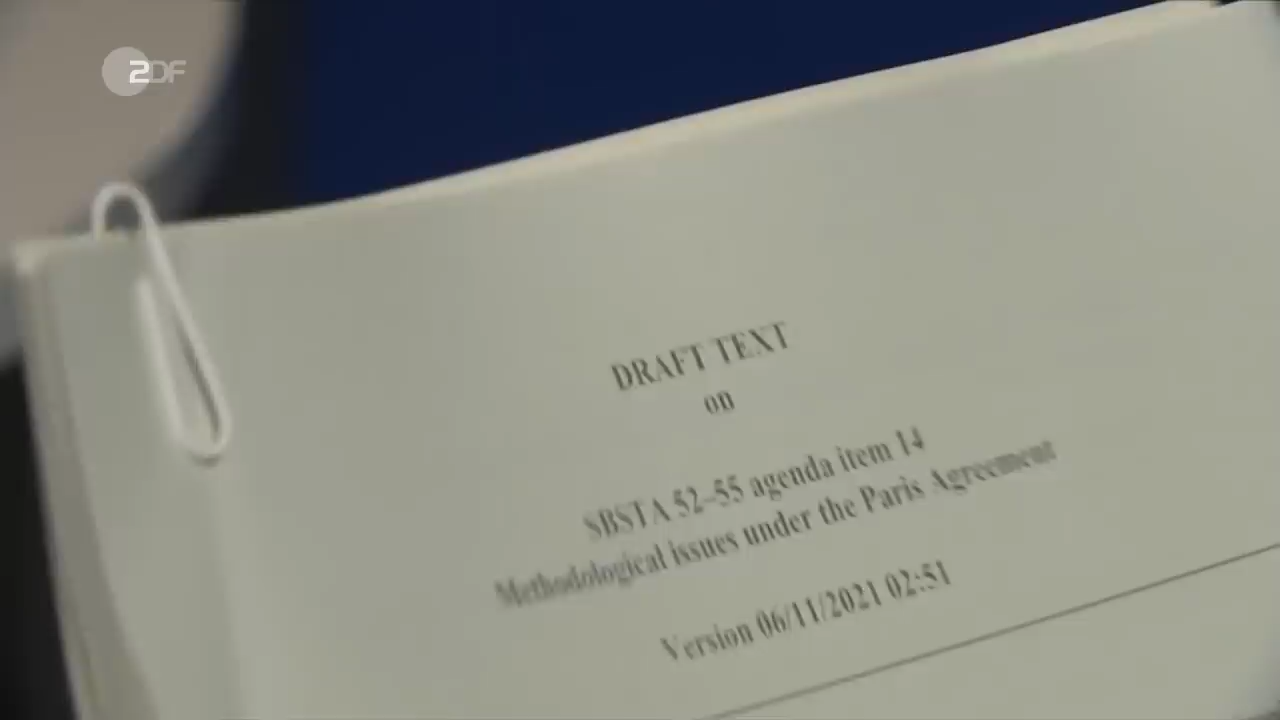 ZDF
DRAFT TEXT
on
SBSTA 52–55 agenda item 14
Methodological issues under the Paris Agreement
Version 06/11/2021 02:51